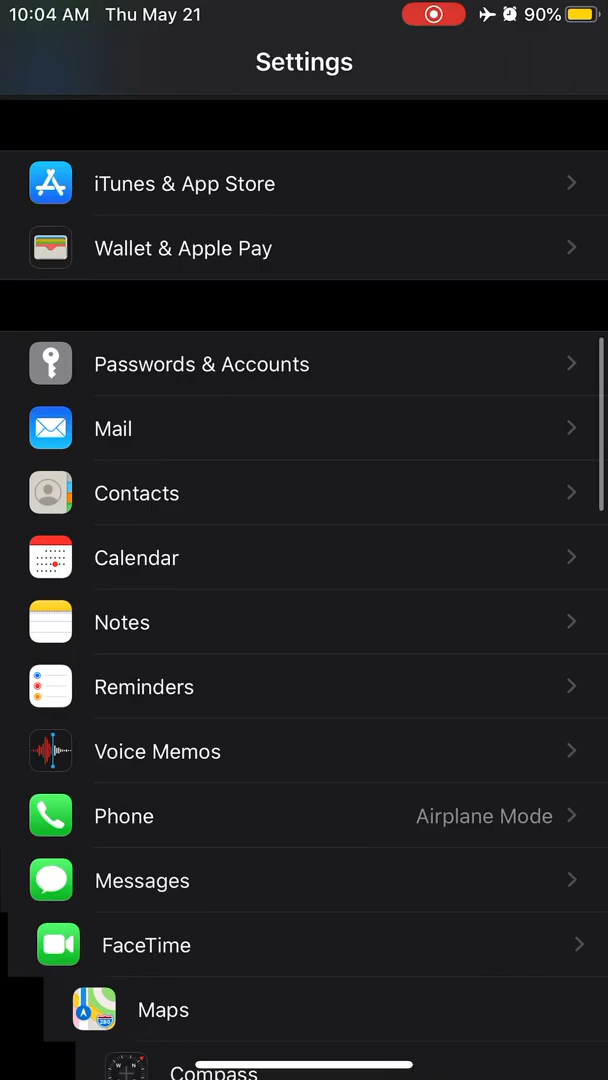 10:04 AM Thu May 21 90%
Settings
iTunes & App Store
Wallet & Apple Pay
Passwords & Accounts
Mail
Contacts
Calendar
Notes
Reminders
Voice Memos
Phone Airplane Mode
Messages
FaceTime
Maps
Compass